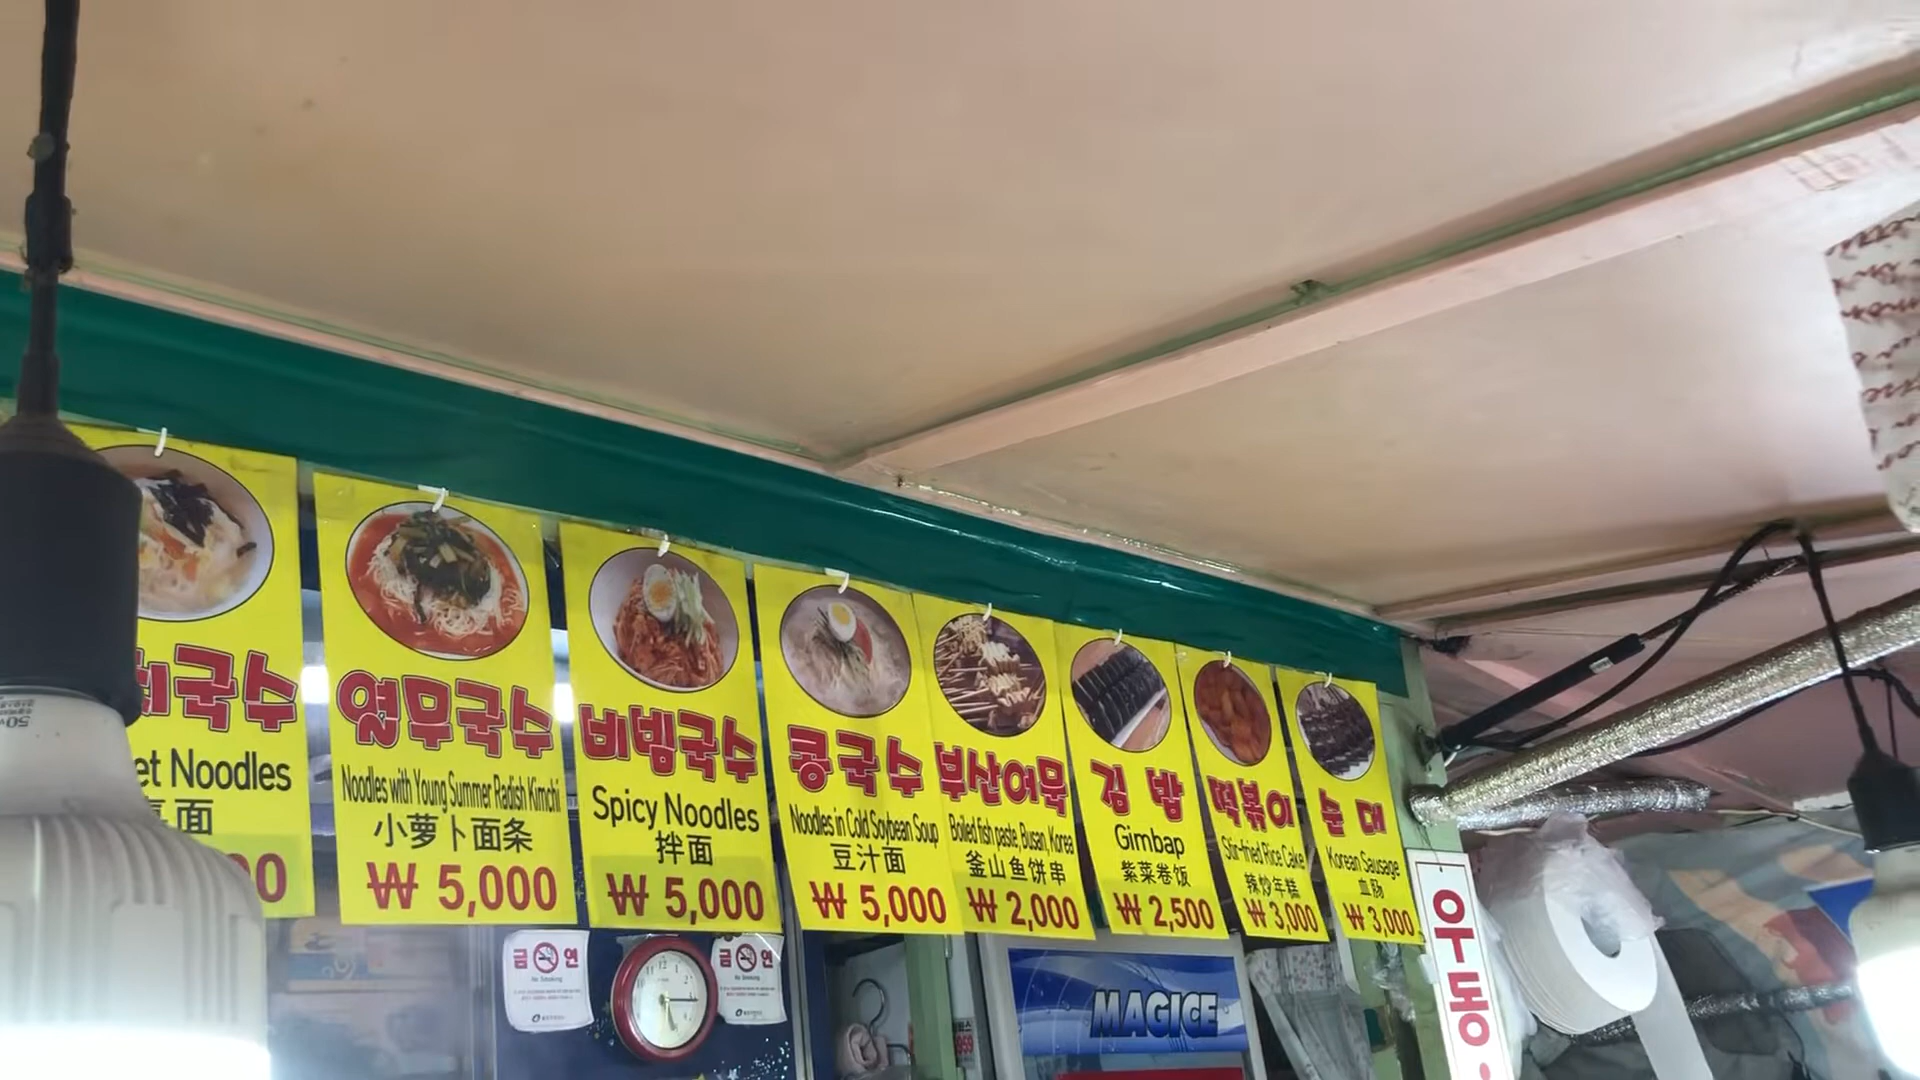 국수
et Noodles
面
00
열무국수
Noodles with Young Summer Radish Kimchi
小萝卜面条
₩ 5,000
비빔국수
Spicy Noodles
拌面
₩ 5,000
콩국수
Noodles in Cold Soybean Soup
豆汁面
₩ 5,000
부산어묵
Boiled fish paste, Busan, Korea
釜山鱼饼串
₩ 2,000
김 밥
Gimbap
紫菜卷饭
₩ 2,500
떡볶이
Stir-fried Rice Cake
辣炒年糕
₩ 3,000
순 대
Korean Sausage
血肠
₩ 3,000
금 연
No Smoking
금 연
No Smoking
MAGICE
우동
50W